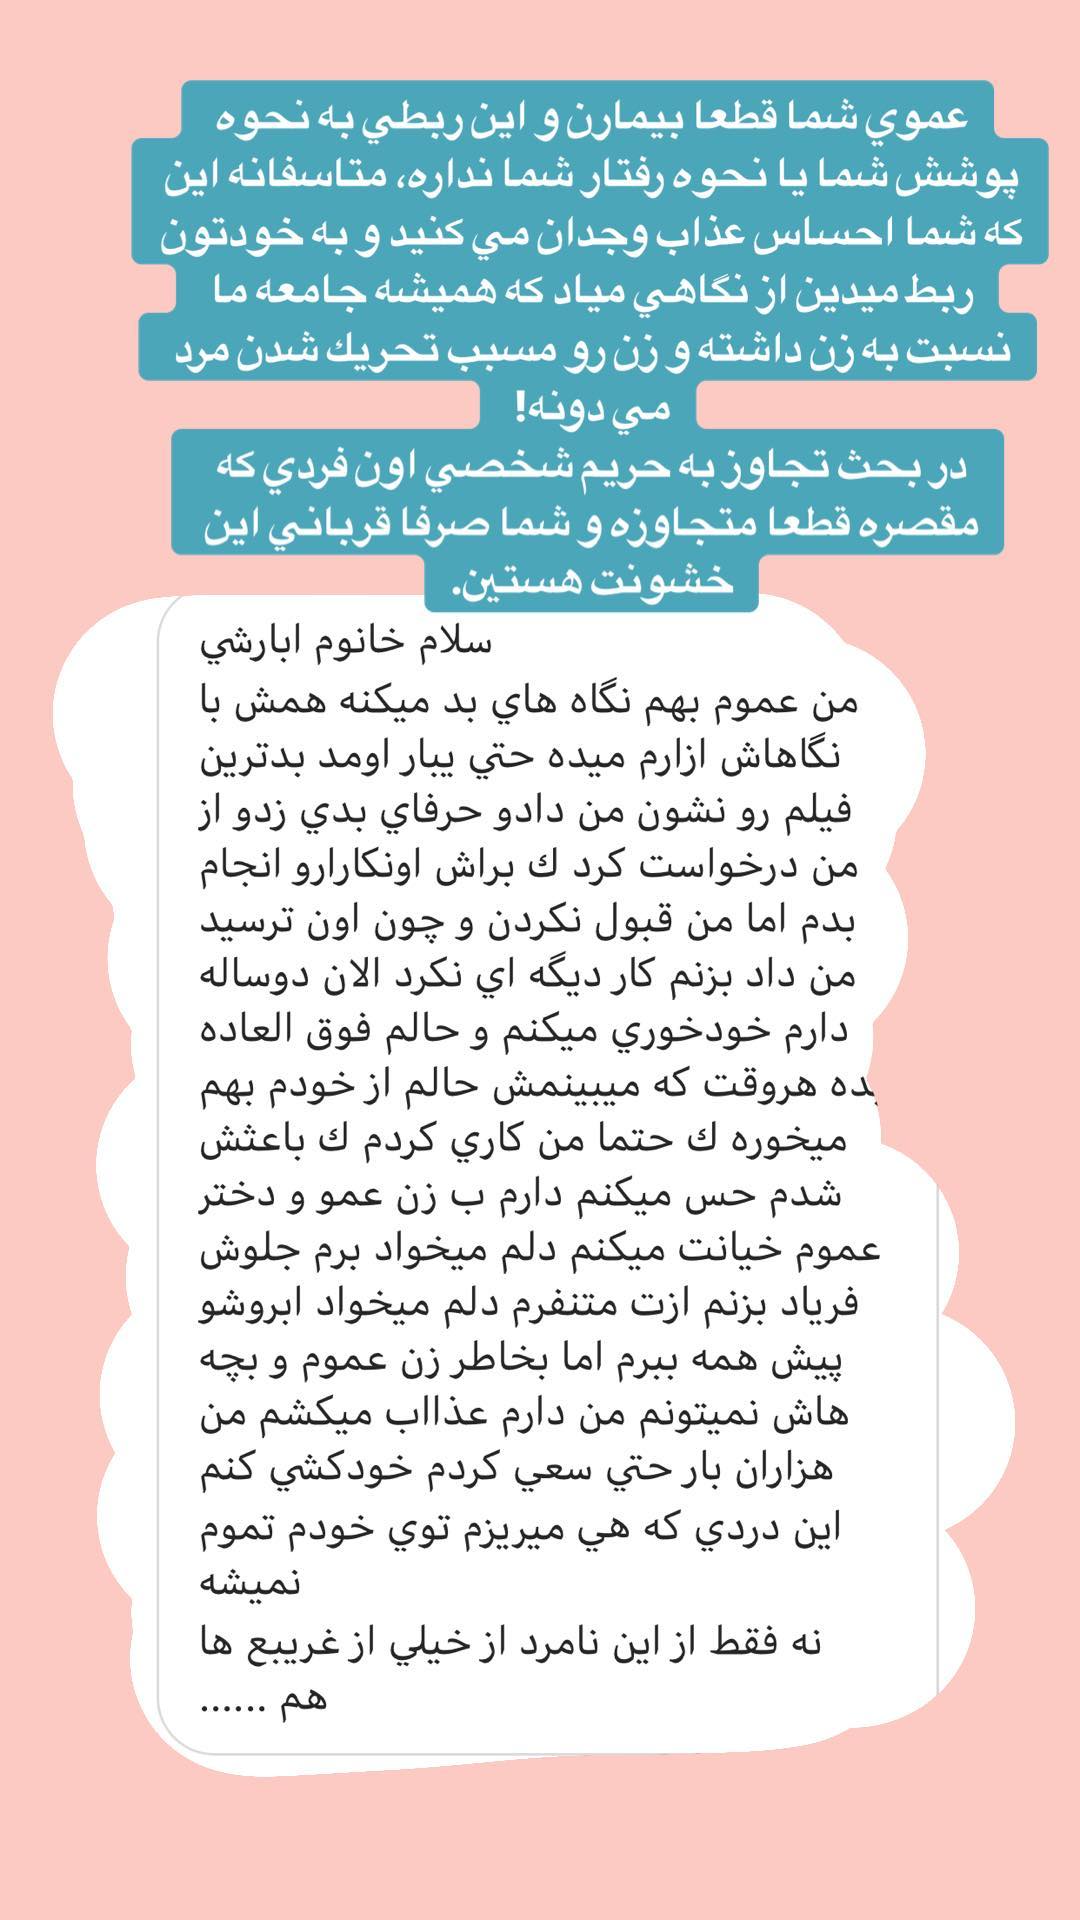 عموي شما قطعا بيمارن و اين ربطي به نحوه
پوشش شما يا نحوه رفتار شما نداره، متاسفانه اين
كه شما احساس عذاب وجدان مي كنيد و به خودتون
ربط ميدين از نگاهي مياد كه هميشه جامعه ما
نسبت به زن داشته و زن رو مسبب تحريك شدن مرد
مي دونه!
در بحث تجاوز به حريم شخصي اون فردي كه
مقصره قطعا متجاوزه و شما صرفا قرباني اين
خشونت هستين.
سلام خانوم ابارشي
من عموم بهم نگاه هاي بد ميكنه همش با
نگاهاش ازارم ميده حتي يبار اومد بدترين
فيلم رو نشون من دادو حرفاي بدي زدو از
من درخواست كرد ك براش اونكارارو انجام
بدم اما من قبول نكردن و چون اون ترسيد
من داد بزنم كار ديگه اي نكرد الان دوساله
دارم خودخوري ميكنم و حالم فوق العاده
بده هروقت كه ميبينمش حالم از خودم بهم
ميخوره ك حتما من كاري كردم ك باعثش
شدم حس ميكنم دارم ب زن عمو و دختر
عموم خيانت ميكنم دلم ميخواد برم جلوش
فرياد بزنم ازت متنفرم دلم ميخواد ابروشو
پيش همه ببرم اما بخاطر زن عموم و بچه
هاش نميتونم من دارم عذااب ميكشم من
هزاران بار حتي سعي كردم خودكشي كنم
اين دردي كه هي ميريزم توي خودم تموم
نميشه
نه فقط از اين نامرد از خيلي از غريبع ها
هم ......